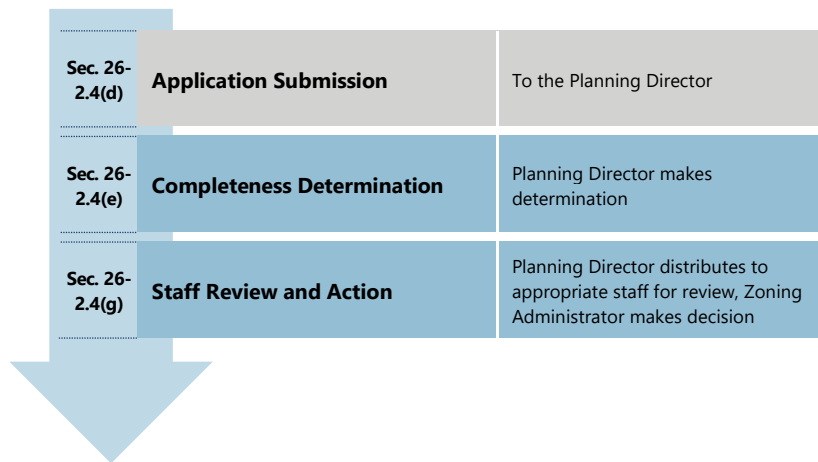 Sec. 26-
2.4(d)
Application Submission
To the Planning Director
Sec. 26-
2.4(e)
Completeness Determination
Planning Director makes
determination
Sec. 26-
2.4(g)
Staff Review and Action
Planning Director distributes to
appropriate staff for review, Zoning
Administrator makes decision